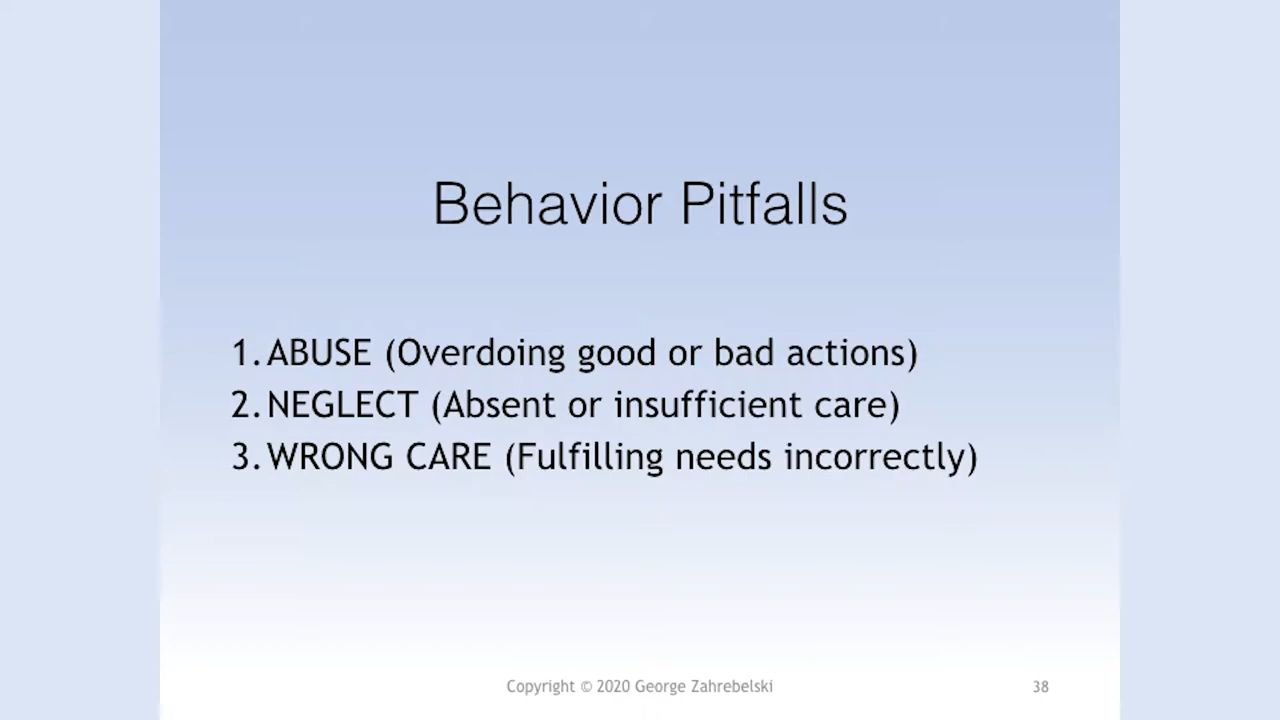 Behavior Pitfalls
1. ABUSE (Overdoing good or bad actions)
2. NEGLECT (Absent or insufficient care)
3. WRONG CARE (Fulfilling needs incorrectly)
Copyright © 2020 George Zahrebelski
38